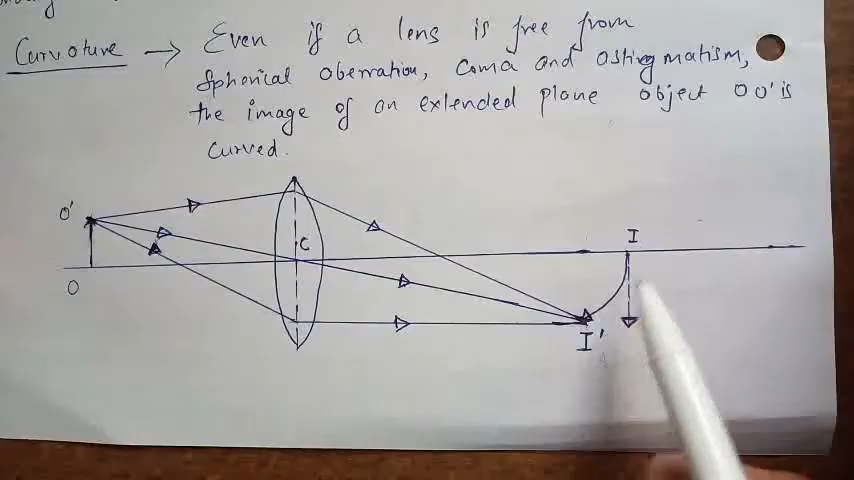 Curvature → Even if a lens is free from
Spherical aberration, Coma and astigmatism,
the image of an extended plane object OO' is
curved.
O'
C
I
O
I'